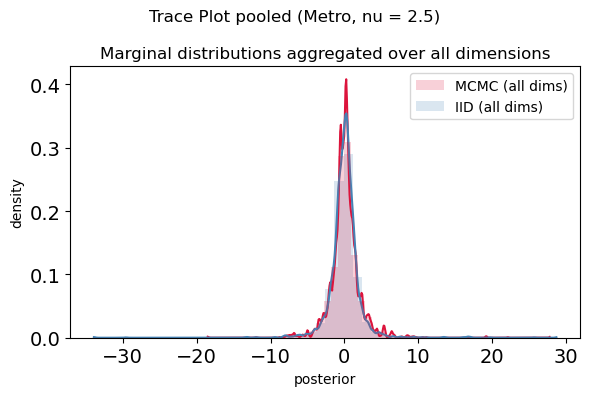 Trace Plot pooled (Metro, nu = 2.5)
Marginal distributions aggregated over all dimensions
MCMC (all dims)
IID (all dims)
density
0.4
0.3
0.2
0.1
0.0
−30
−20
−10
0
10
20
30
posterior